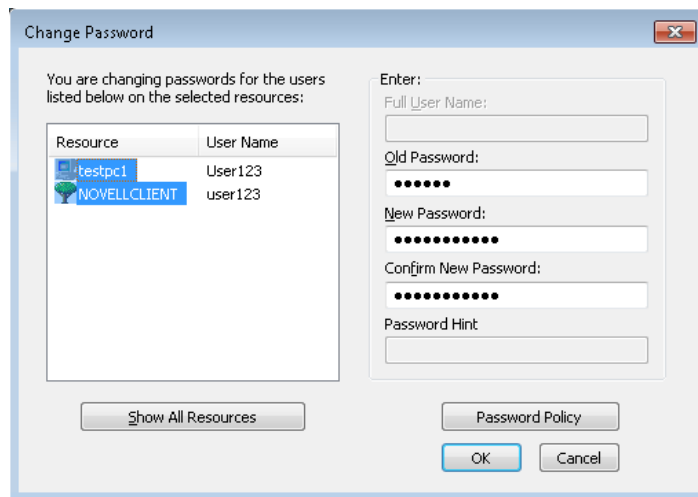 Change Password
You are changing passwords for the users
listed below on the selected resources:
Resource User Name
testpc1 User123
NOVELLCLIENT user123
Show All Resources
Enter:
Full User Name:
Old Password:
●●●●●●
New Password:
●●●●●●●●●●●
Confirm New Password:
●●●●●●●●●●●
Password Hint
Password Policy
OK Cancel